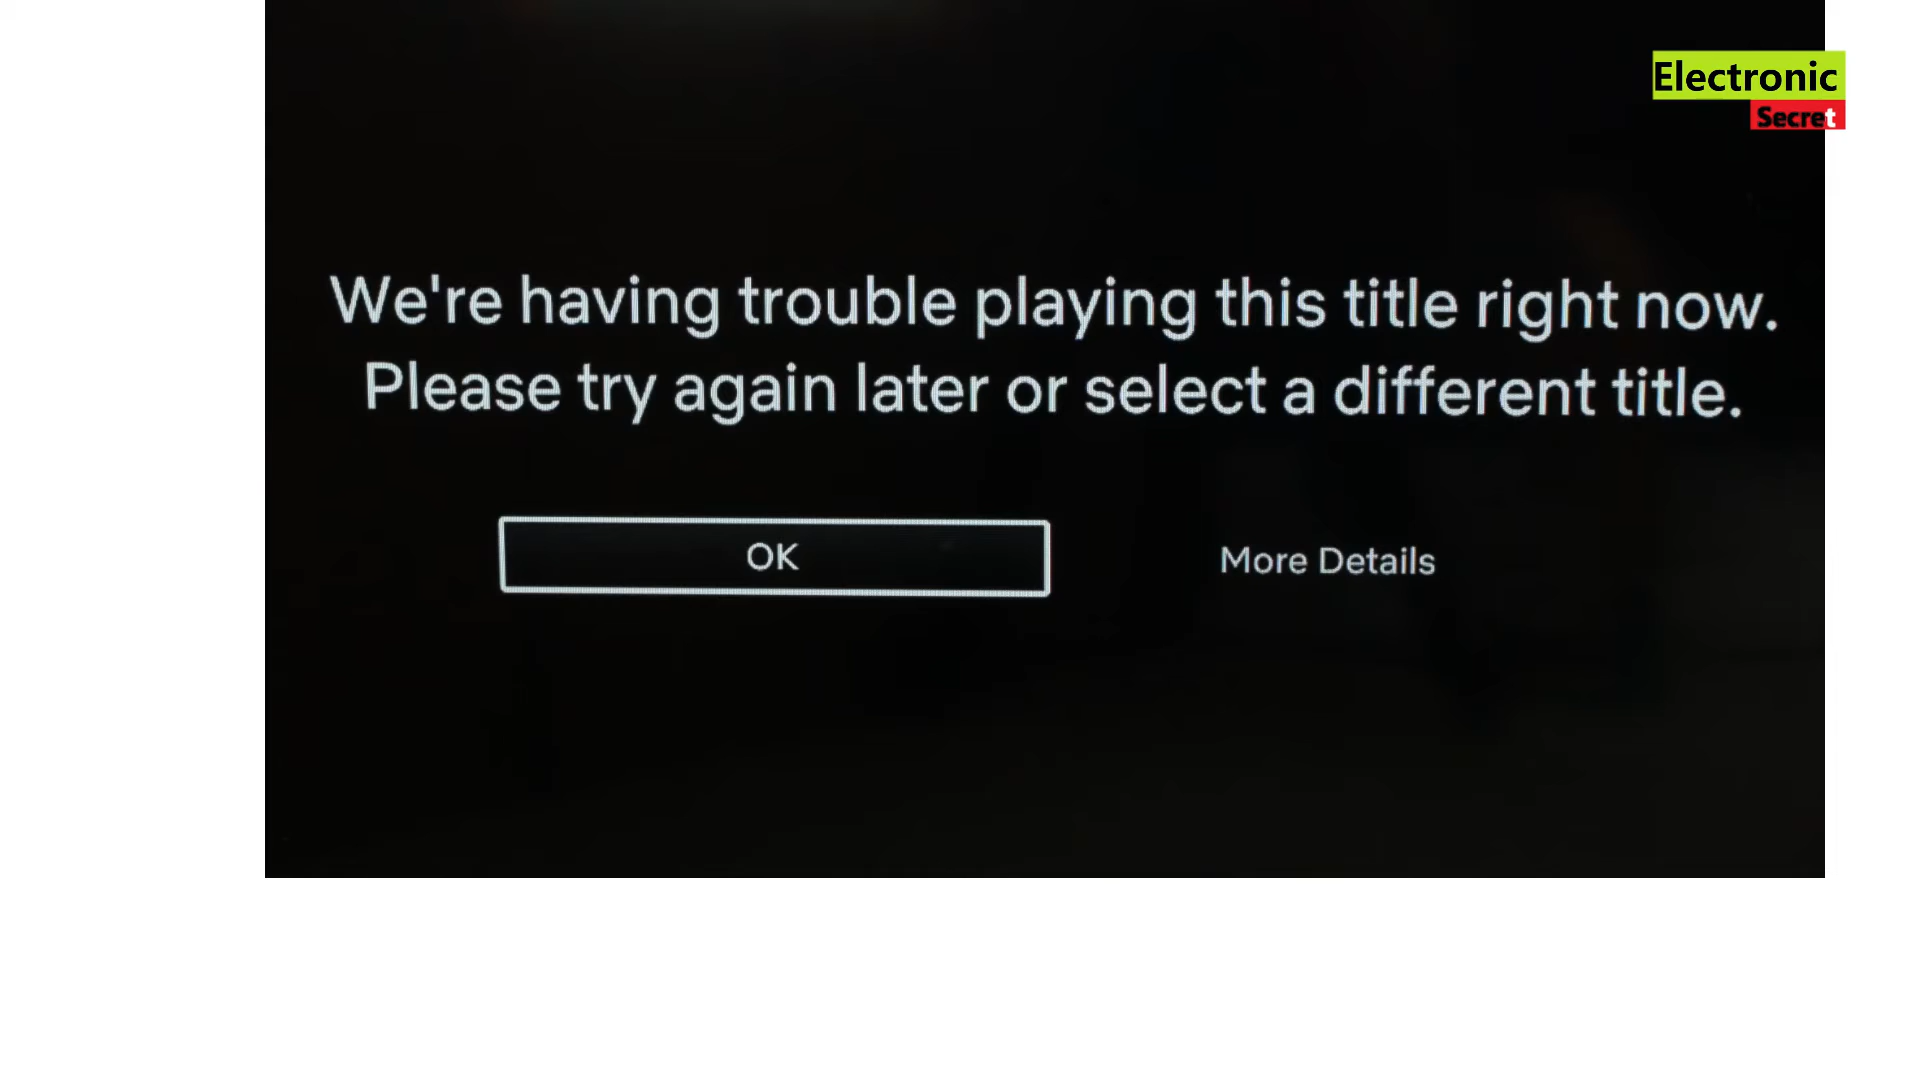 Electronic
Secret
We're having trouble playing this title right now.
Please try again later or select a different title.
OK
More Details